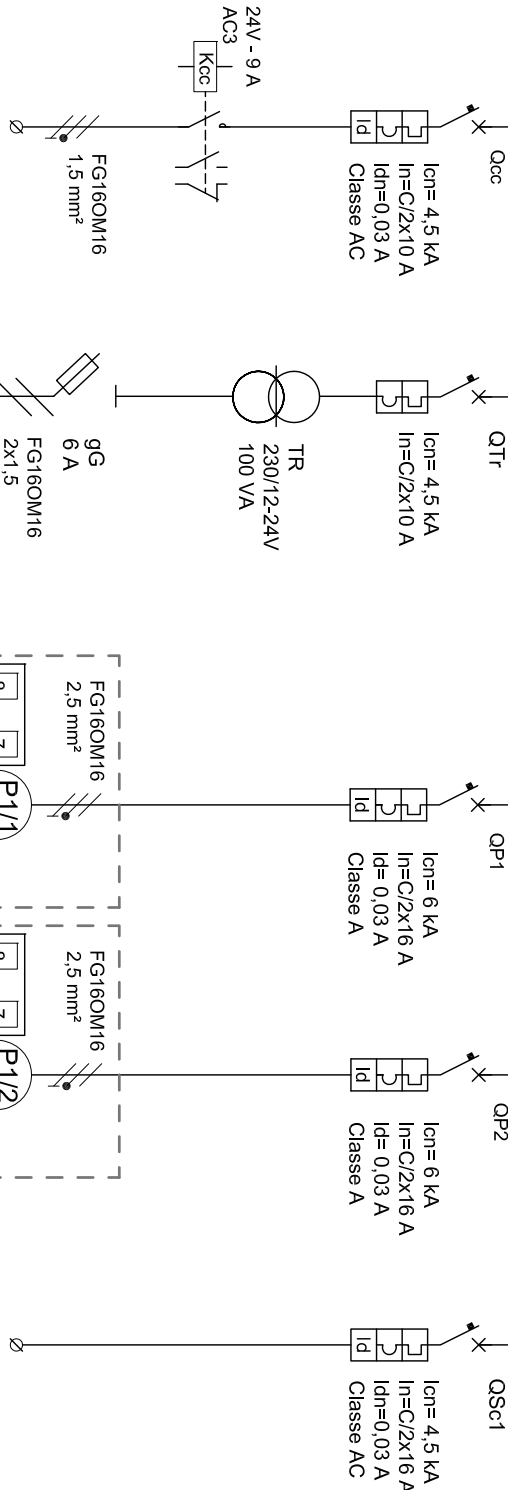 Qcc
Icn= 4,5 kA
In=C/2x10 A
Idn=0,03 A
Classe AC
Id
24V - 9 A
AC3
Kcc
FG16OM16
1,5 mm²
QTr
Icn= 4,5 kA
In=C/2x10 A
TR
230/12-24V
100 VA
gG
6 A
FG16OM16
2x1,5
QP1
Icn= 6 kA
In=C/2x16 A
Id= 0,03 A
Classe A
Id
FG16OM16
2,5 mm²
P1/1
QP2
Icn= 6 kA
In=C/2x16 A
Id= 0,03 A
Classe A
Id
FG16OM16
2,5 mm²
P1/2
QSc1
Icn= 4,5 kA
In=C/2x16 A
Idn=0,03 A
Classe AC
Id